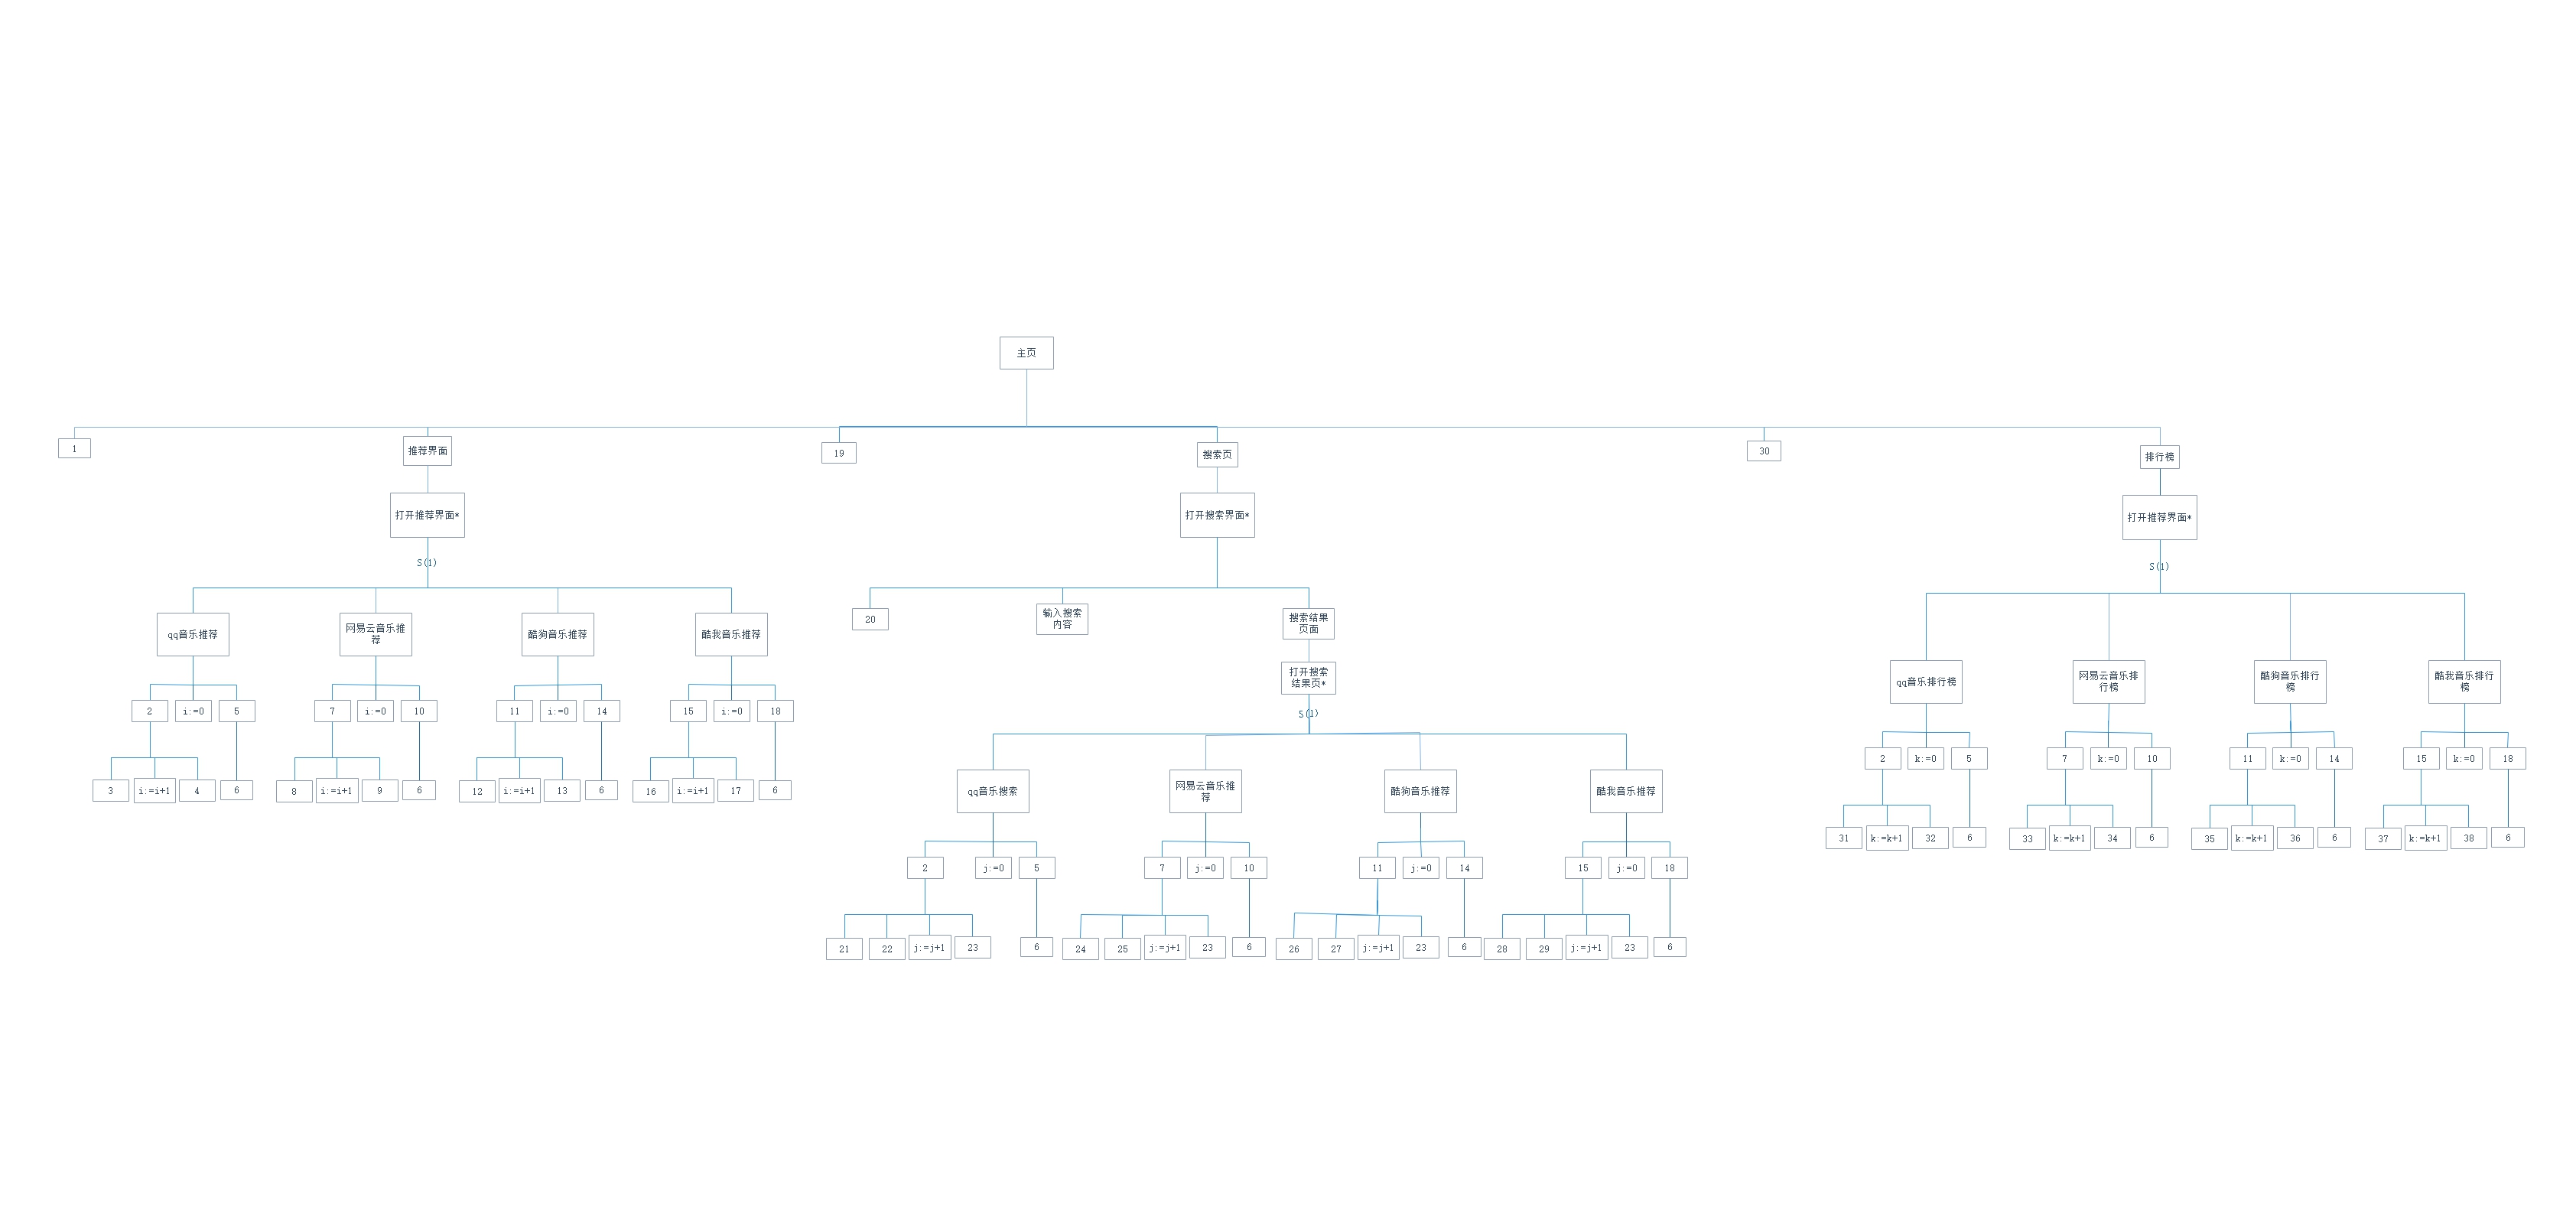 主页
1
推荐界面
19
搜索页
30
排行榜
打开推荐界面*
打开搜索界面*
打开推荐界面*
S(1)
S(1)
qq音乐推荐
网易云音乐推
荐
酷狗音乐推荐
酷我音乐推荐
20
输入搜索
内容
搜索结果
页面
打开搜索
结果页*
S(1)
qq音乐排行榜
网易云音乐排
行榜
酷狗音乐排行
榜
酷我音乐排行
榜
2
i:=0
5
7
i:=0
10
11
i:=0
14
15
i:=0
18
3
i:=i+1
4
6
8
i:=i+1
9
6
12
i:=i+1
13
6
16
i:=i+1
17
6
qq音乐搜索
网易云音乐推
荐
酷狗音乐推荐
酷我音乐推荐
2
k:=0
5
7
k:=0
10
11
k:=0
14
15
k:=0
18
31
k:=k+1
32
6
33
k:=k+1
34
6
35
k:=k+1
36
6
37
k:=k+1
38
6
2
j:=0
5
7
j:=0
10
11
j:=0
14
15
j:=0
18
21
22
j:=j+1
23
6
24
25
j:=j+1
23
6
26
27
j:=j+1
23
6
28
29
j:=j+1
23
6